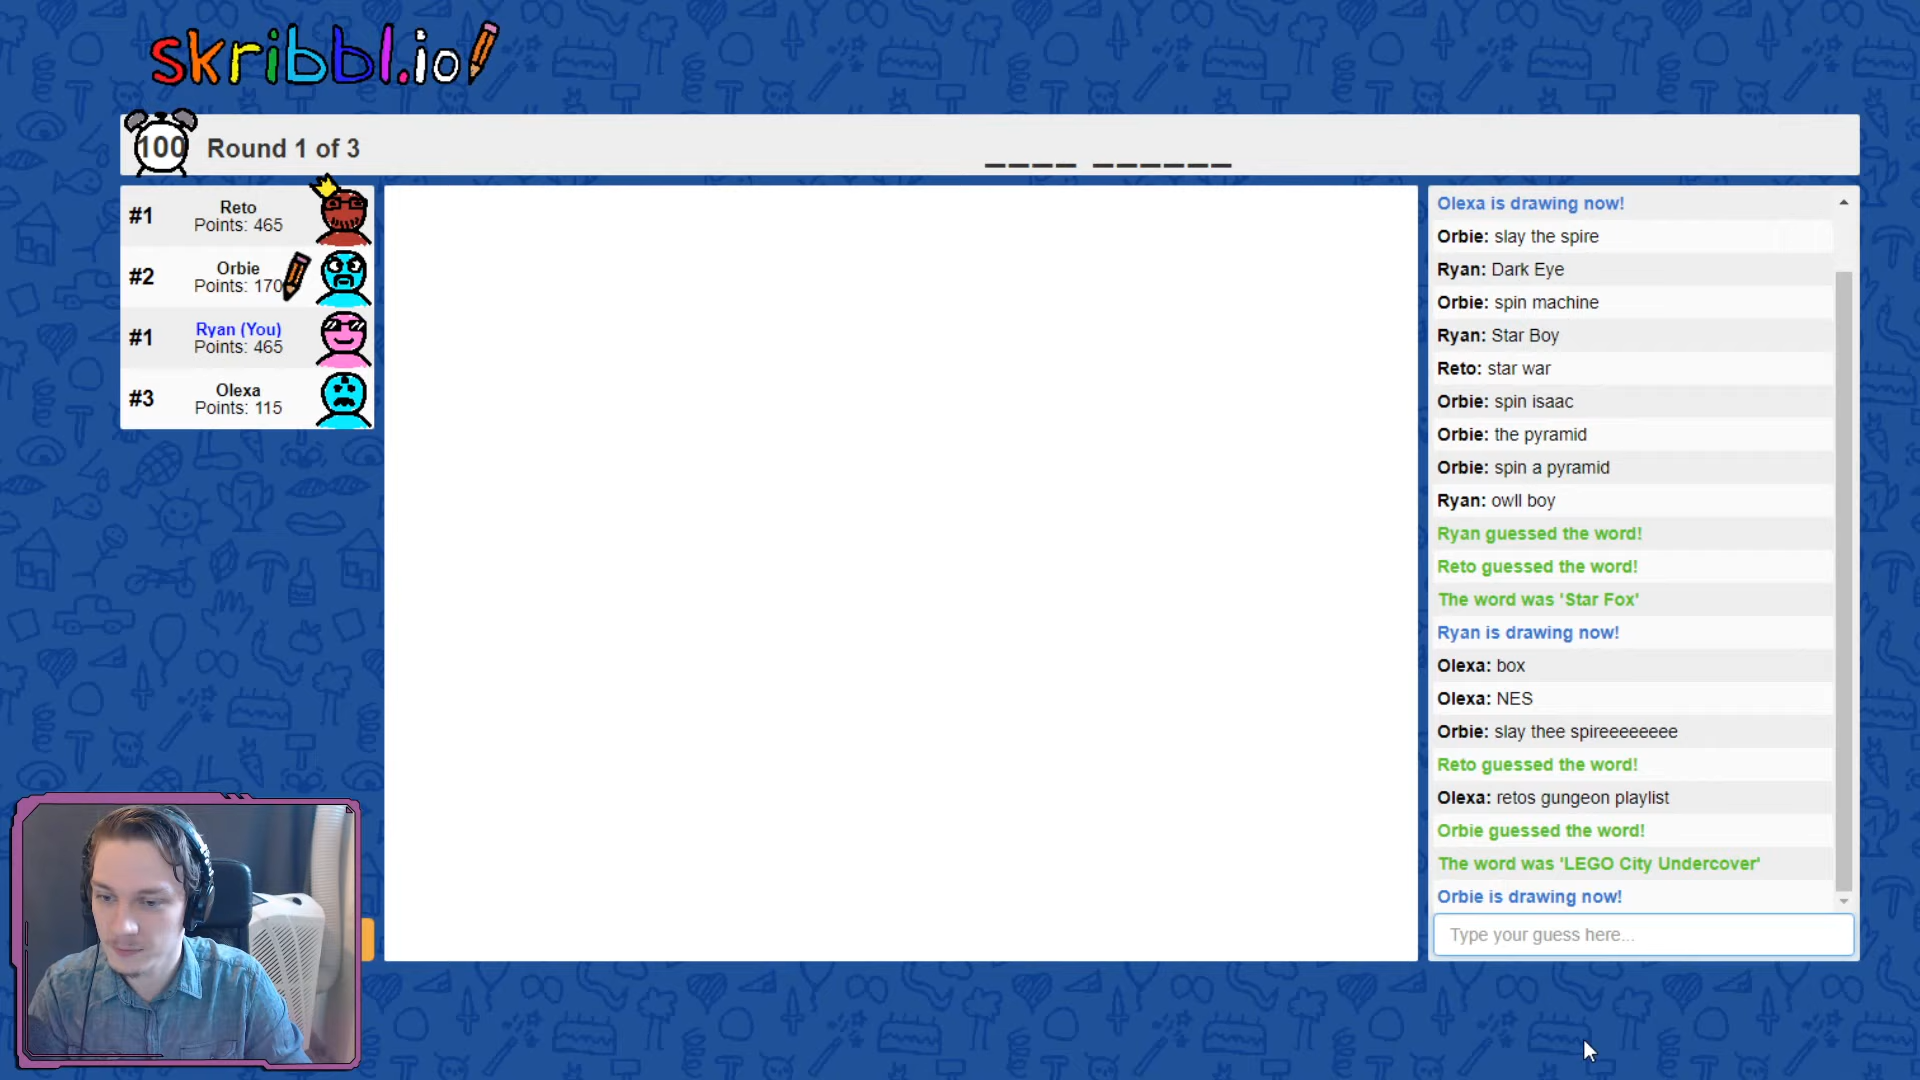 skribbl.io
100
Round 1 of 3
____ ______
#1
Reto
Points: 465
#2
Orbie
Points: 170
#1
Ryan (You)
Points: 465
#3
Olexa
Points: 115
Olexa is drawing now!
Orbie: slay the spire
Ryan: Dark Eye
Orbie: spin machine
Ryan: Star Boy
Reto: star war
Orbie: spin isaac
Orbie: the pyramid
Orbie: spin a pyramid
Ryan: owll boy
Ryan guessed the word!
Reto guessed the word!
The word was 'Star Fox'
Ryan is drawing now!
Olexa: box
Olexa: NES
Orbie: slay thee spireeeeeeee
Reto guessed the word!
Olexa: retos gungeon playlist
Orbie guessed the word!
The word was 'LEGO City Undercover'
Orbie is drawing now!
Type your guess here...